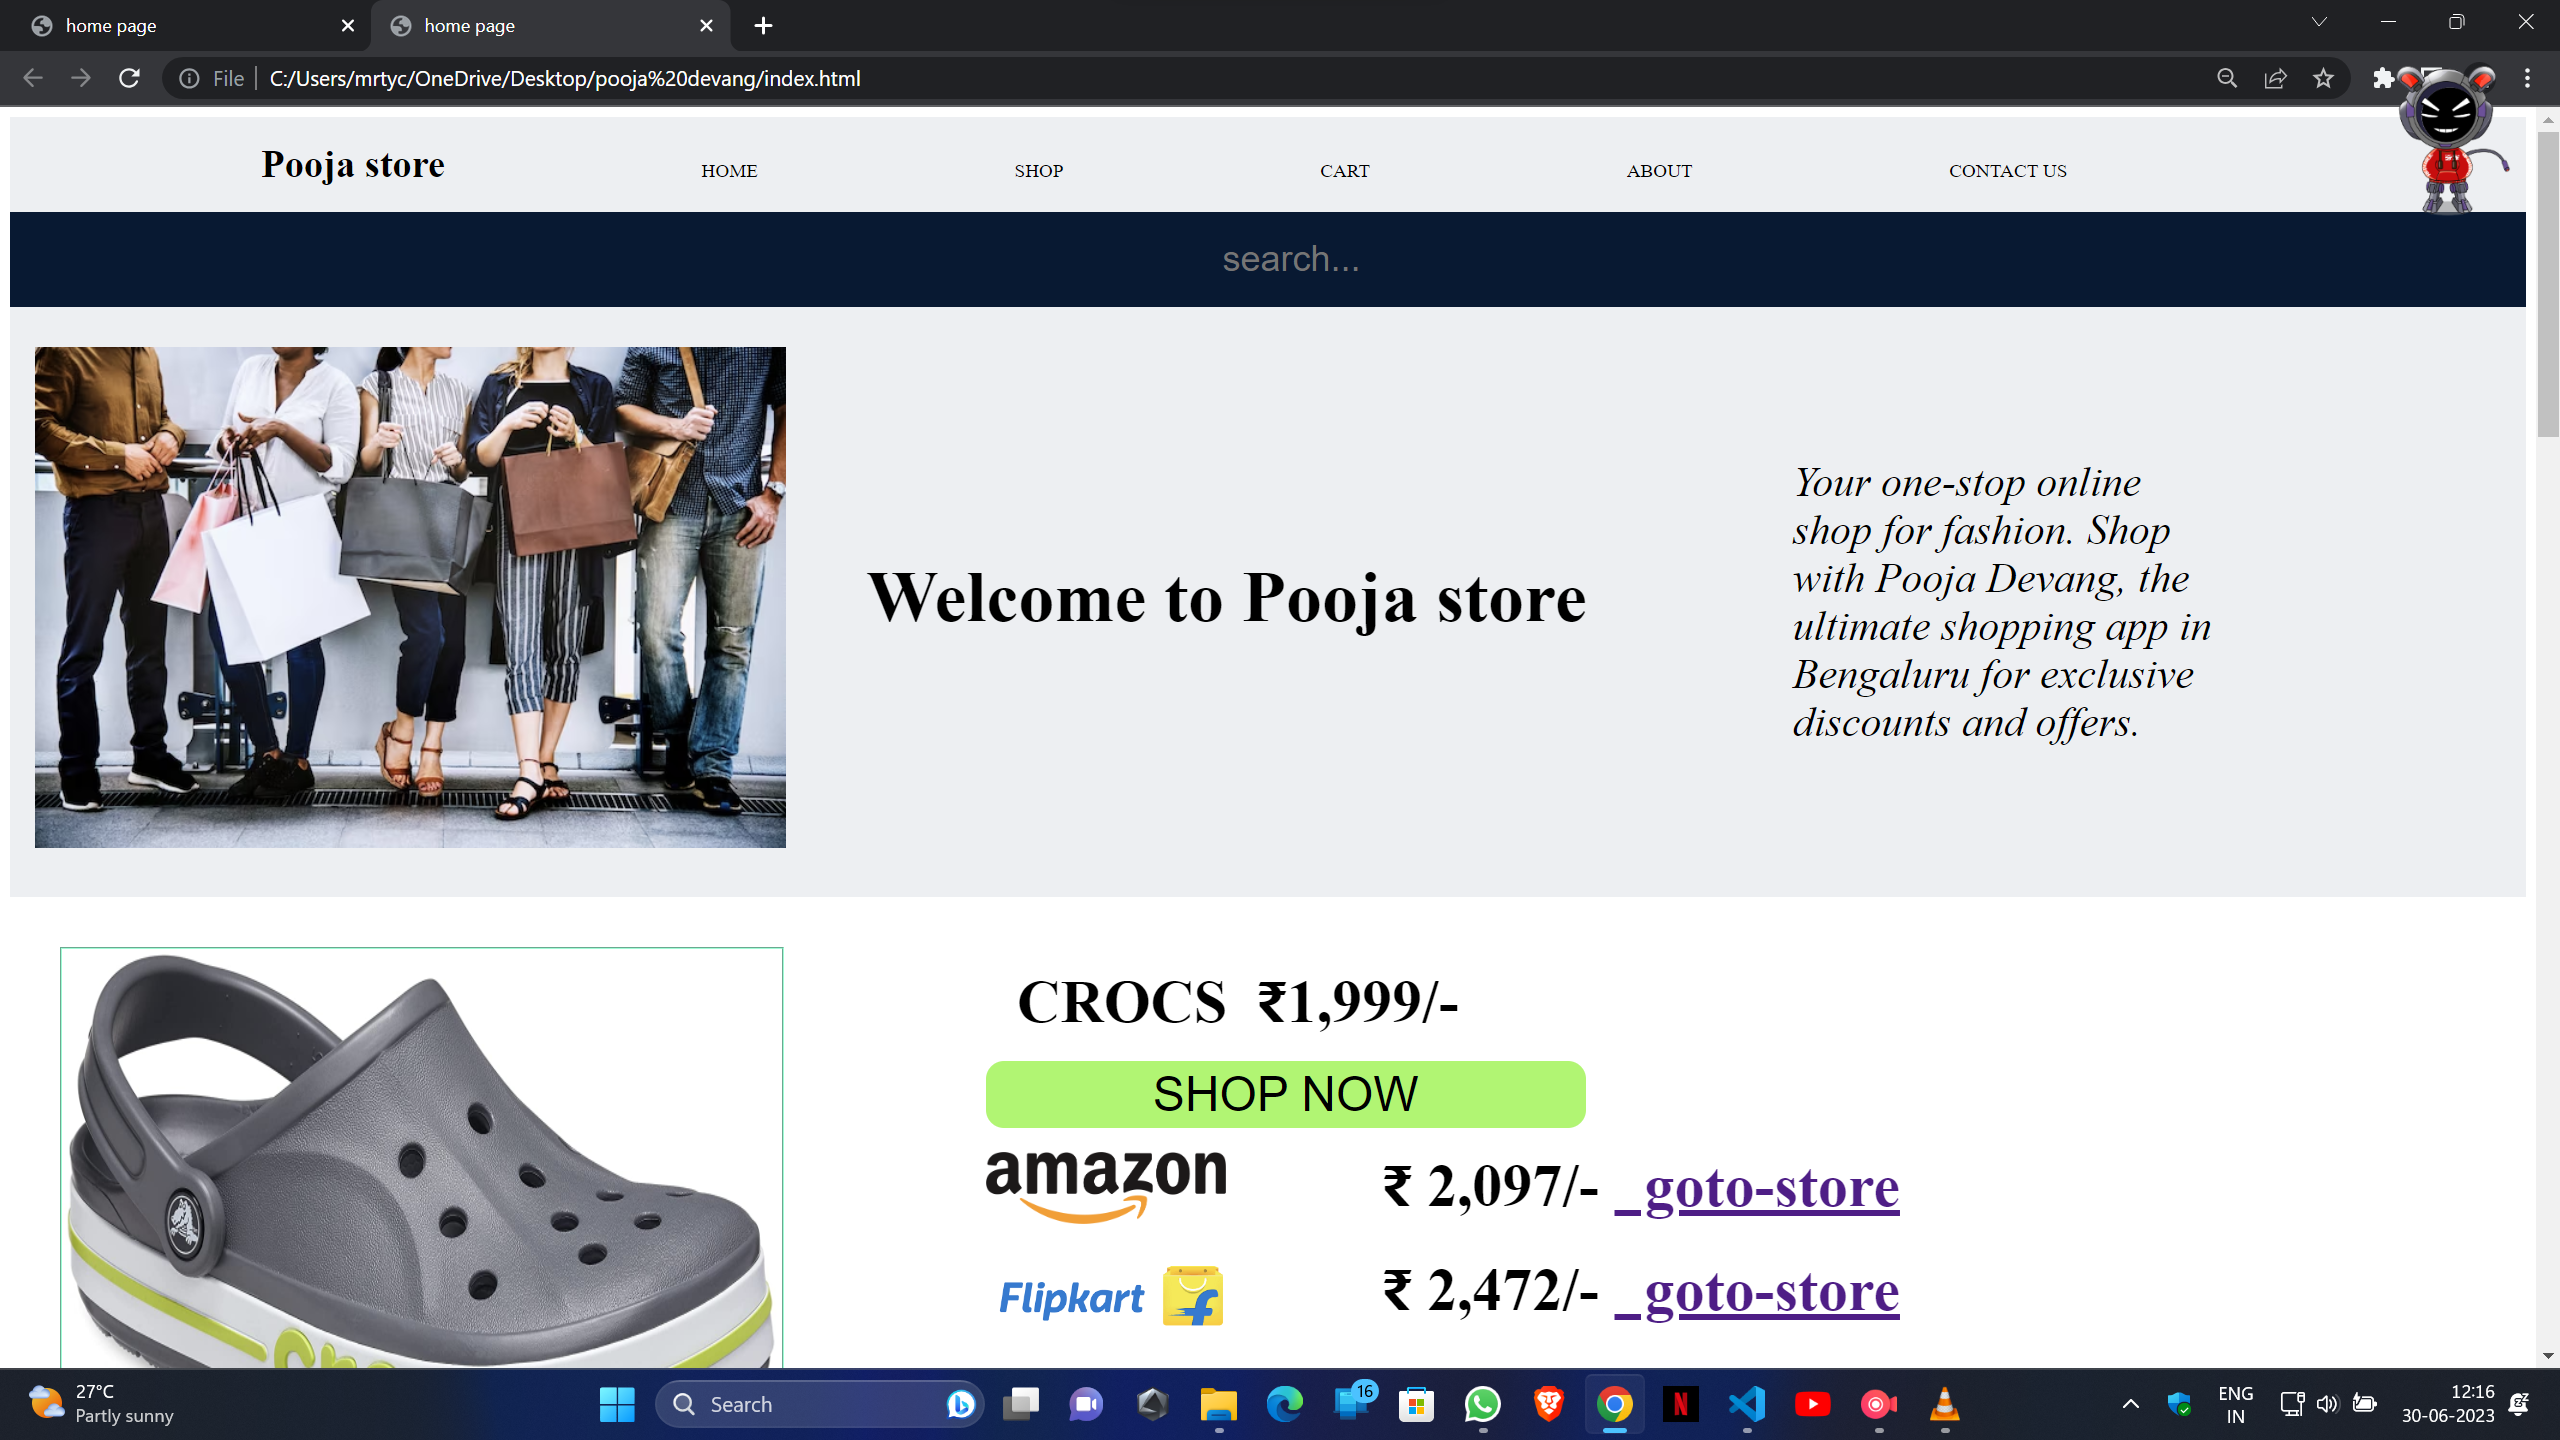 home page
home page
File
C:/Users/mrtyc/OneDrive/Desktop/pooja%20devang/index.html
Pooja store
HOME
SHOP
CART
ABOUT
CONTACT US
search...
Welcome to Pooja store
Your one-stop online
shop for fashion. Shop
with Pooja Devang, the
ultimate shopping app in
Bengaluru for exclusive
discounts and offers.
CROCS ₹1,999/-
SHOP NOW
amazon
₹ 2,097/- goto-store
Flipkart
₹ 2,472/- goto-store
27°C
Partly sunny
Search
16
ENG
IN
12:16
30-06-2023